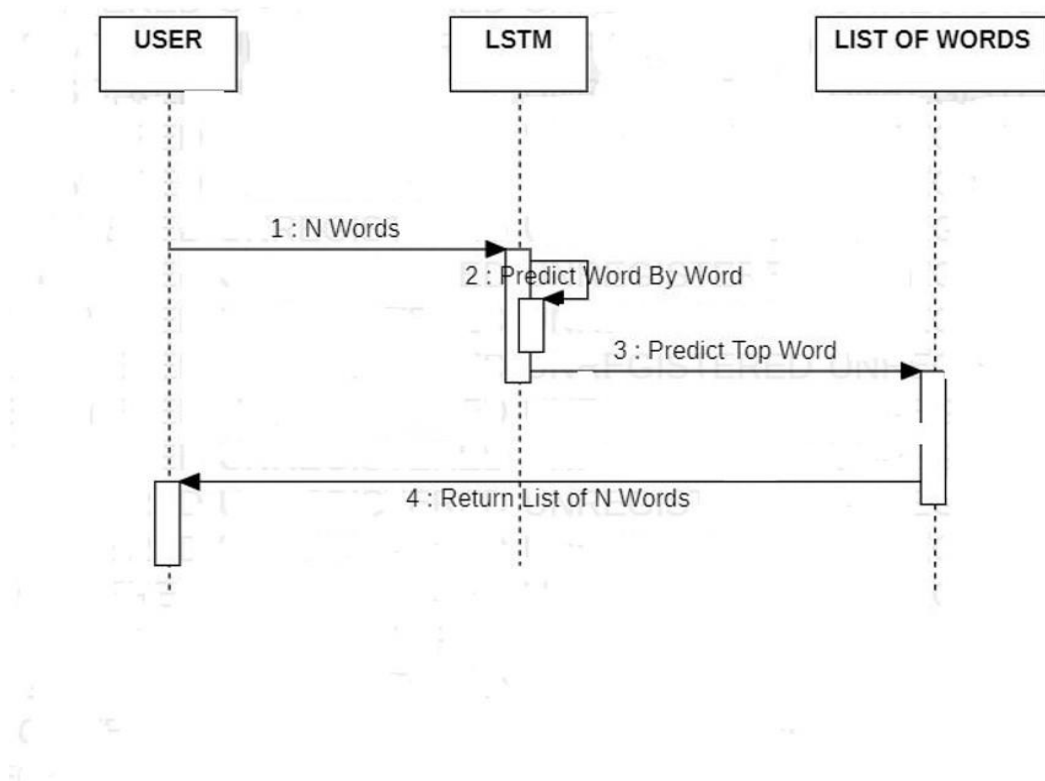 USER
LSTM
LIST OF WORDS
1 : N Words
2 : Predict Word By Word
3 : Predict Top Word
4 : Return List of N Words